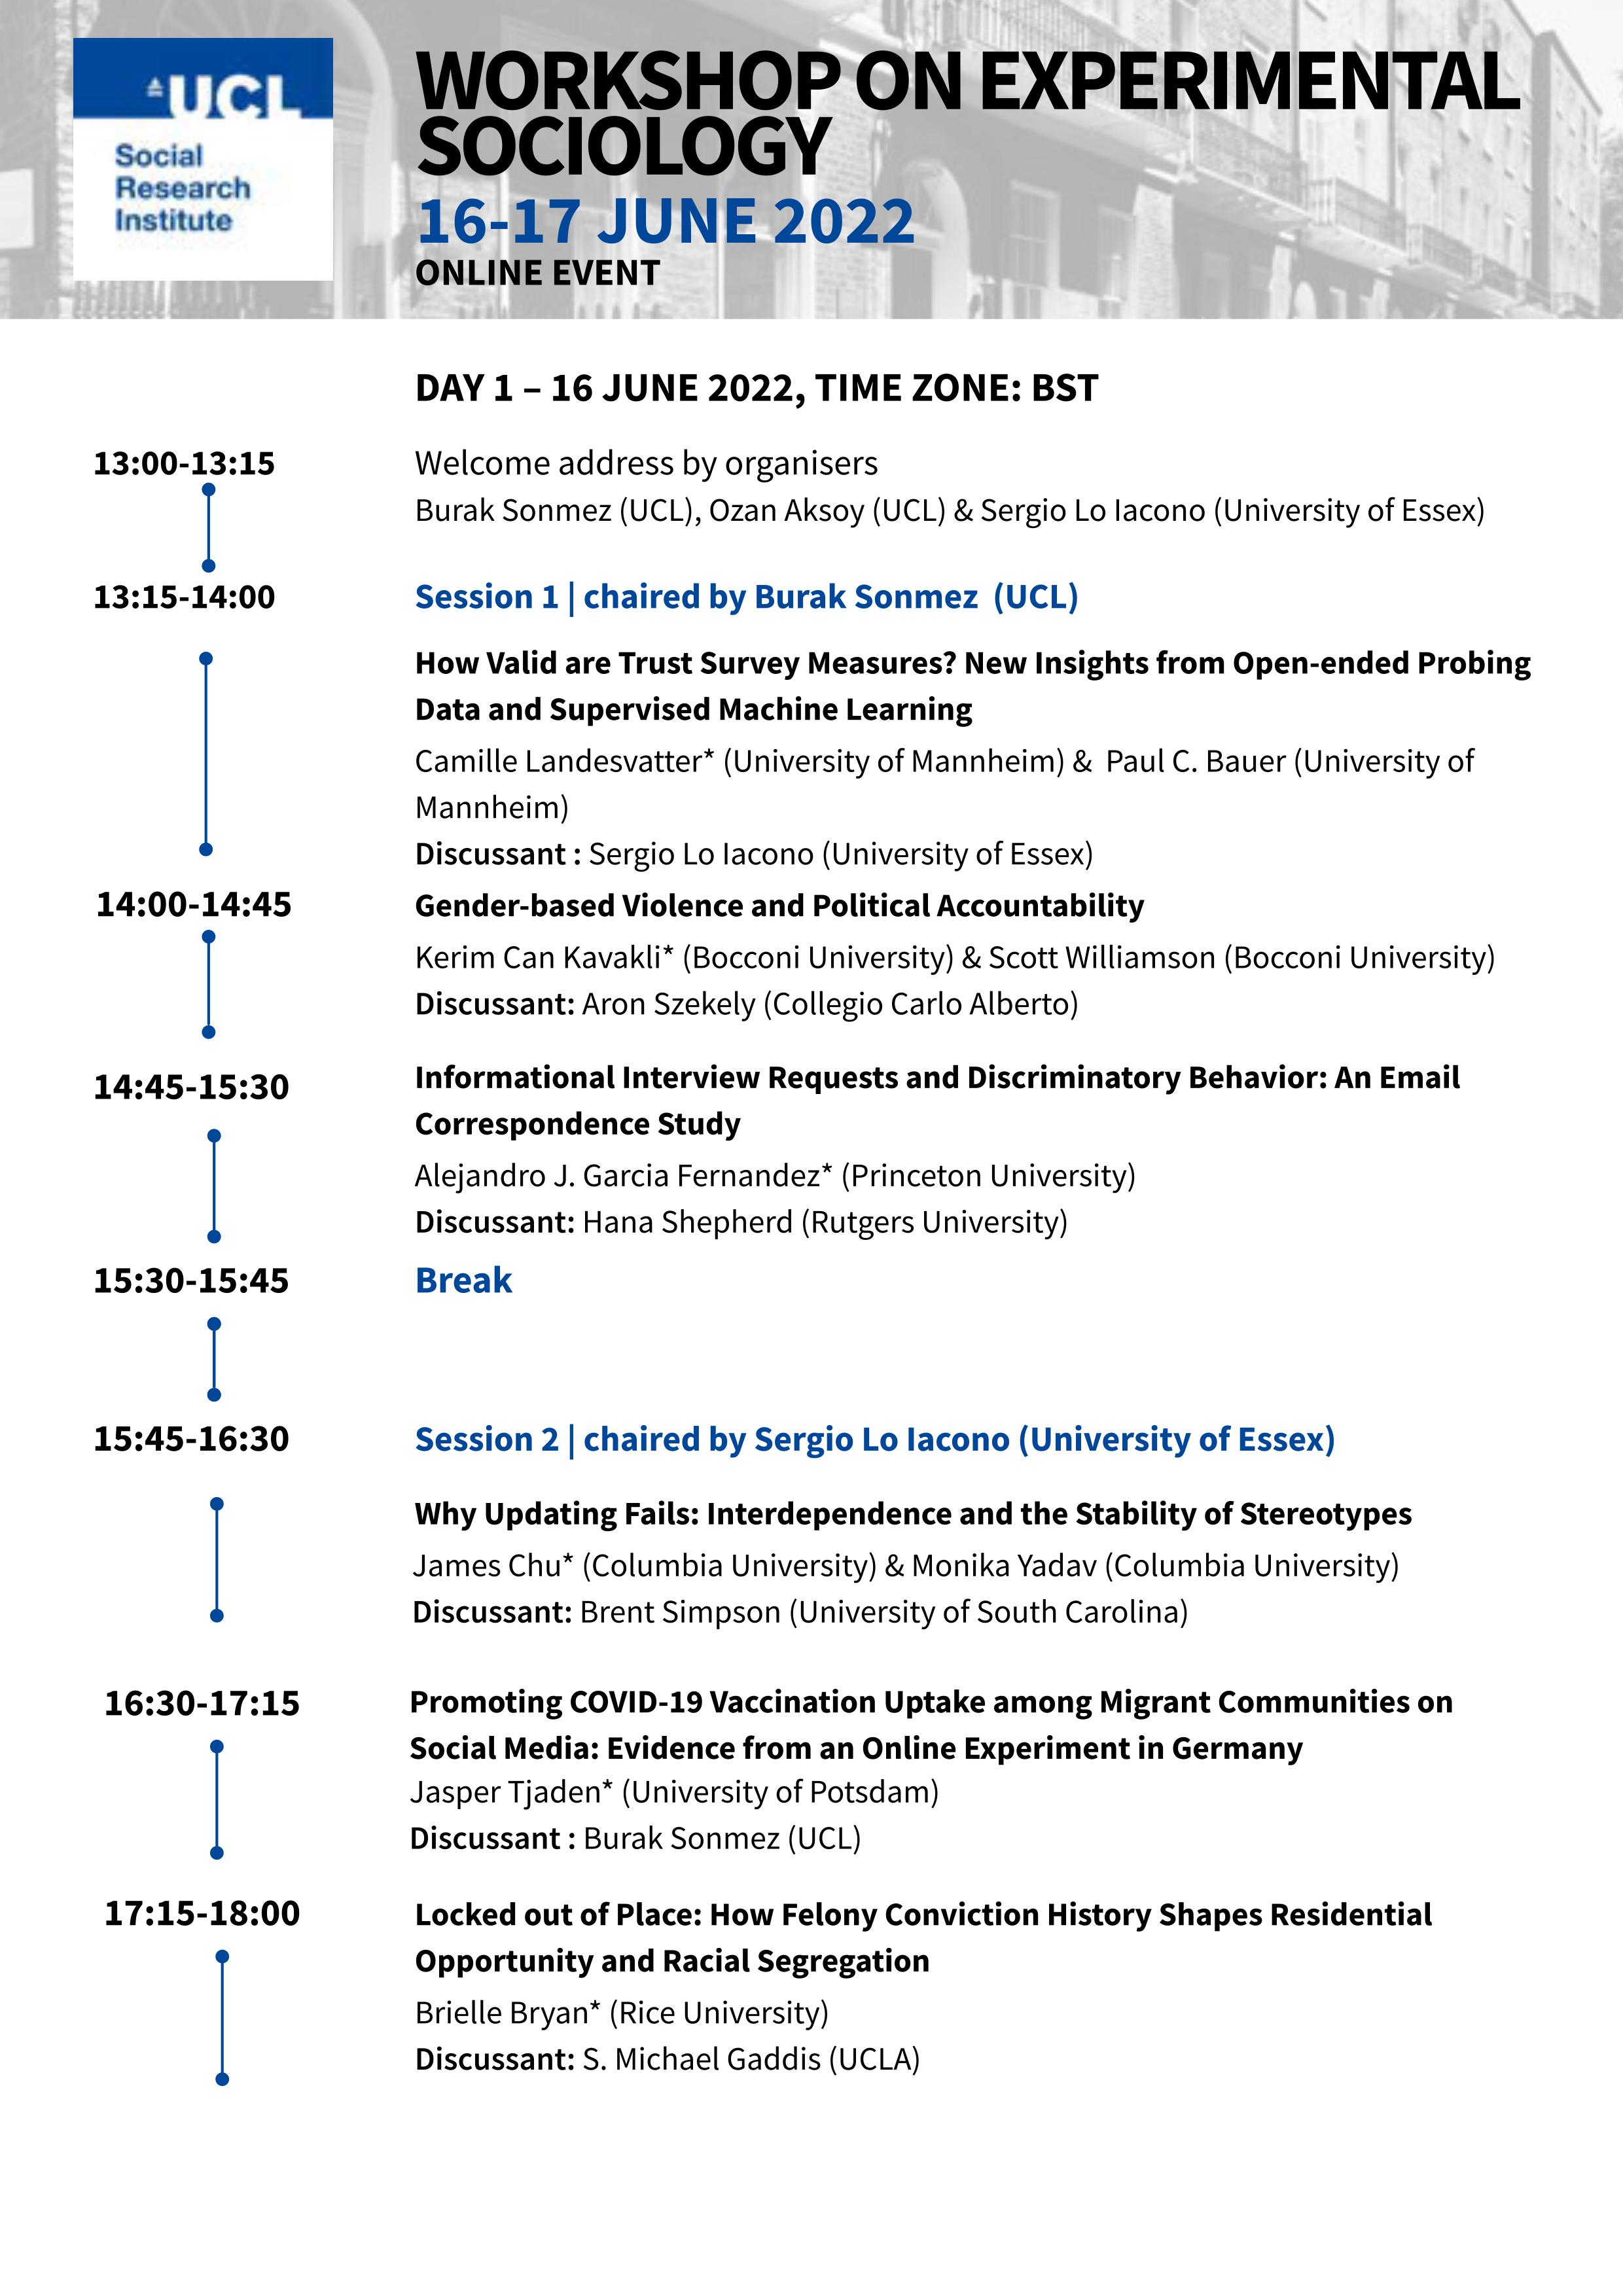 UCL
Social
Research
Institute
WORKSHOP ON EXPERIMENTAL
SOCIOLOGY
16-17 JUNE 2022
ONLINE EVENT
DAY 1 – 16 JUNE 2022, TIME ZONE: BST
13:00-13:15
Welcome address by organisers
Burak Sonmez (UCL), Ozan Aksoy (UCL) & Sergio Lo Iacono (University of Essex)
13:15-14:00
Session 1 | chaired by Burak Sonmez (UCL)
How Valid are Trust Survey Measures? New Insights from Open-ended Probing
Data and Supervised Machine Learning
Camille Landesvatter* (University of Mannheim) & Paul C. Bauer (University of
Mannheim)
Discussant : Sergio Lo Iacono (University of Essex)
14:00-14:45
Gender-based Violence and Political Accountability
Kerim Can Kavakli* (Bocconi University) & Scott Williamson (Bocconi University)
Discussant: Aron Szekely (Collegio Carlo Alberto)
14:45-15:30
Informational Interview Requests and Discriminatory Behavior: An Email
Correspondence Study
Alejandro J. Garcia Fernandez* (Princeton University)
Discussant: Hana Shepherd (Rutgers University)
15:30-15:45
Break
15:45-16:30
Session 2 | chaired by Sergio Lo Iacono (University of Essex)
Why Updating Fails: Interdependence and the Stability of Stereotypes
James Chu* (Columbia University) & Monika Yadav (Columbia University)
Discussant: Brent Simpson (University of South Carolina)
16:30-17:15
Promoting COVID-19 Vaccination Uptake among Migrant Communities on
Social Media: Evidence from an Online Experiment in Germany
Jasper Tjaden* (University of Potsdam)
Discussant : Burak Sonmez (UCL)
17:15-18:00
Locked out of Place: How Felony Conviction History Shapes Residential
Opportunity and Racial Segregation
Brielle Bryan* (Rice University)
Discussant: S. Michael Gaddis (UCLA)